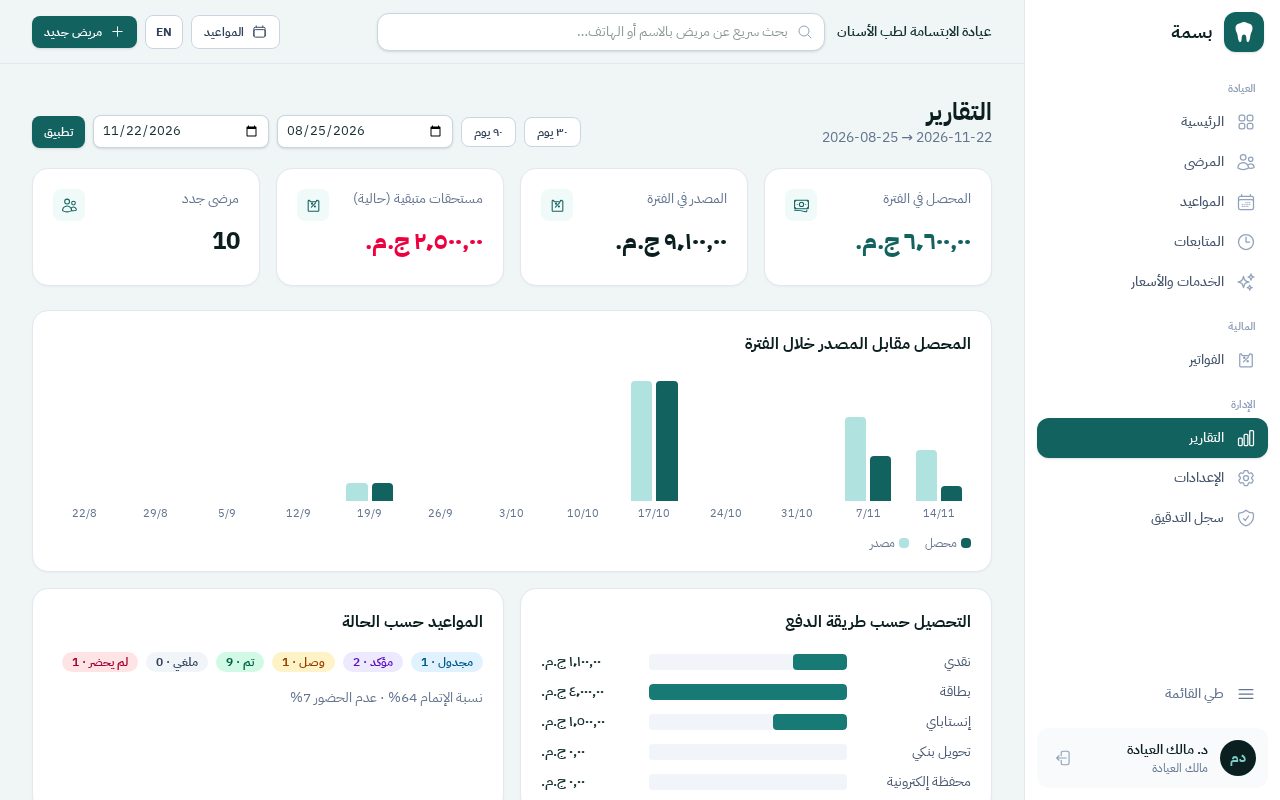 بسمة
العيادة
الرئيسية
المرضى
المواعيد
المتابعات
الخدمات والأسعار
المالية
الفواتير
الإدارة
التقارير
الإعدادات
سجل التدقيق
طي القائمة
دم
د. مالك العيادة
مالك العيادة
عيادة الابتسامة لطب الأسنان
بحث سريع عن مريض بالاسم أو الهاتف...
المواعيد
EN
مريض جديد
التقارير
2026-08-25 → 2026-11-22
٣٠ يوم
٩٠ يوم
08/25/2026
11/22/2026
تطبيق
المحصل في الفترة
٦,٦٠٠,٠٠ ج.م.
المصدر في الفترة
٩,١٠٠,٠٠ ج.م.
مستحقات متبقية (حالية)
٢,٥٠٠,٠٠ ج.م.
مرضى جدد
10
المحصل مقابل المصدر خلال الفترة
22/8 29/8 5/9 12/9 19/9 26/9 3/10 10/10 17/10 24/10 31/10 7/11 14/11
محصل مصدر
التحصيل حسب طريقة الدفع
نقدي ١,١٠٠,٠٠ ج.م.
بطاقة ٤,٠٠٠,٠٠ ج.م.
إنستاباي ١,٥٠٠,٠٠ ج.م.
تحويل بنكي ٠,٠٠ ج.م.
محفظة إلكترونية ٠,٠٠ ج.م.
المواعيد حسب الحالة
مجدول · 1 مؤكد · 2 وصل · 1 تم · 9 ملغي · 0 لم يحضر · 1
نسبة الإتمام 64% · عدم الحضور 7%